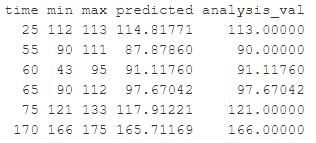 time min max predicted analysis_val
25 112 113 114.81771 113.00000
55 90 111 87.87860 90.00000
60 43 95 91.11760 91.11760
65 90 112 97.67042 97.67042
75 121 133 117.91221 121.00000
170 166 175 165.71169 166.00000